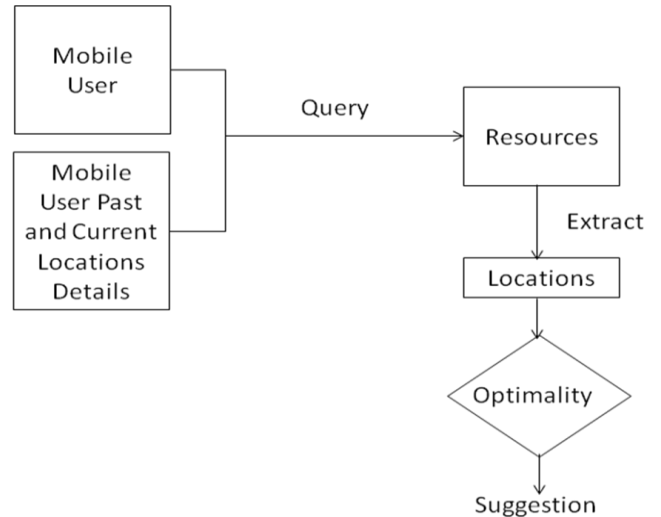 Mobile
User
Query
Resources
Mobile
User Past
and Current
Locations
Details
Extract
Locations
Optimality
Suggestion